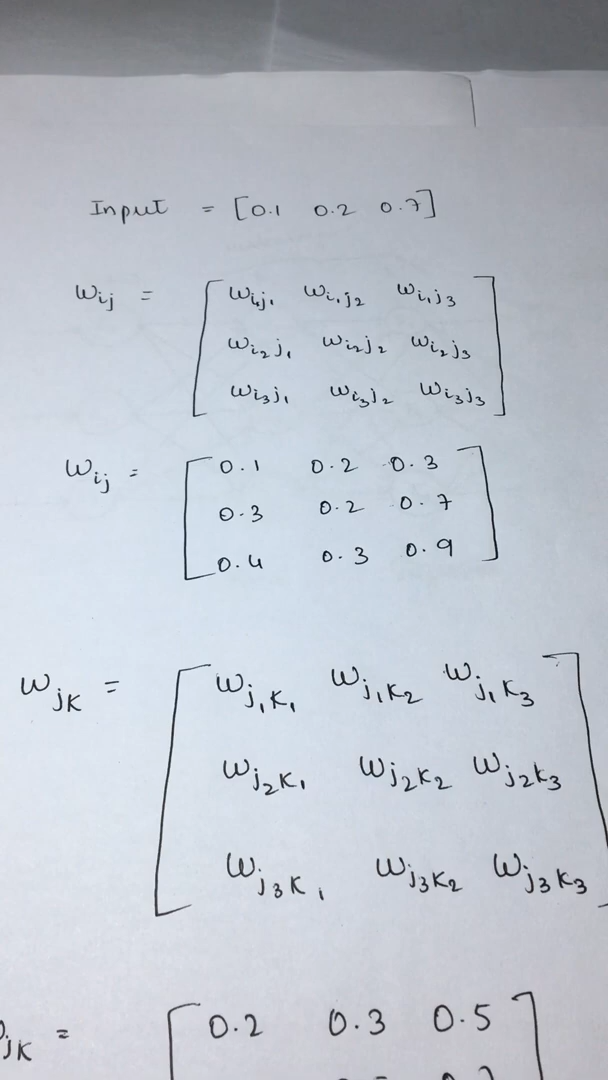 Input = [0.1 0.2 0.7]
wij = [ wi1j1 wi1j2 wi1j3
wi2j1 wi2j2 wi2j3
wi3j1 wi3j2 wi3j3 ]
wij = [ 0.1 0.2 0.3
0.3 0.2 0.7
0.4 0.3 0.9 ]
wjk = [ wj1k1 wj1k2 wj1k3
wj2k1 wj2k2 wj2k3
wj3k1 wj3k2 wj3k3 ]
jk = [ 0.2 0.3 0.5 ]